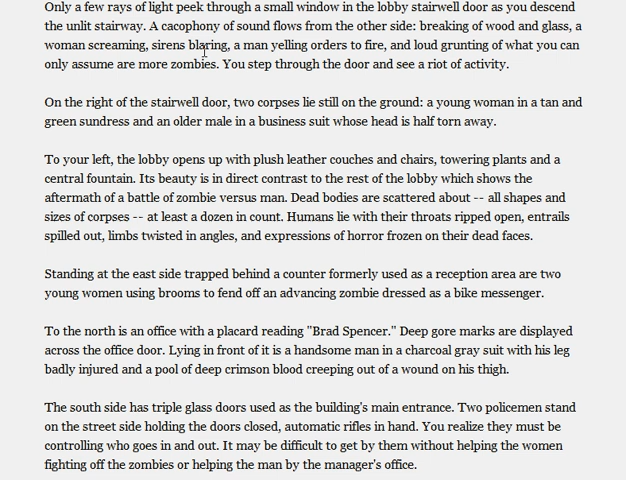 Only a few rays of light peek through a small window in the lobby stairwell door as you descend
the unlit stairway. A cacophony of sound flows from the other side: breaking of wood and glass, a
woman screaming, sirens blaring, a man yelling orders to fire, and loud grunting of what you can
only assume are more zombies. You step through the door and see a riot of activity.
On the right of the stairwell door, two corpses lie still on the ground: a young woman in a tan and
green sundress and an older male in a business suit whose head is half torn away.
To your left, the lobby opens up with plush leather couches and chairs, towering plants and a
central fountain. Its beauty is in direct contrast to the rest of the lobby which shows the
aftermath of a battle of zombie versus man. Dead bodies are scattered about -- all shapes and
sizes of corpses -- at least a dozen in count. Humans lie with their throats ripped open, entrails
spilled out, limbs twisted in angles, and expressions of horror frozen on their dead faces.
Standing at the east side trapped behind a counter formerly used as a reception area are two
young women using brooms to fend off an advancing zombie dressed as a bike messenger.
To the north is an office with a placard reading "Brad Spencer." Deep gore marks are displayed
across the office door. Lying in front of it is a handsome man in a charcoal gray suit with his leg
badly injured and a pool of deep crimson blood creeping out of a wound on his thigh.
The south side has triple glass doors used as the building's main entrance. Two policemen stand
on the street side holding the doors closed, automatic rifles in hand. You realize they must be
controlling who goes in and out. It may be difficult to get by them without helping the women
fighting off the zombies or helping the man by the manager's office.